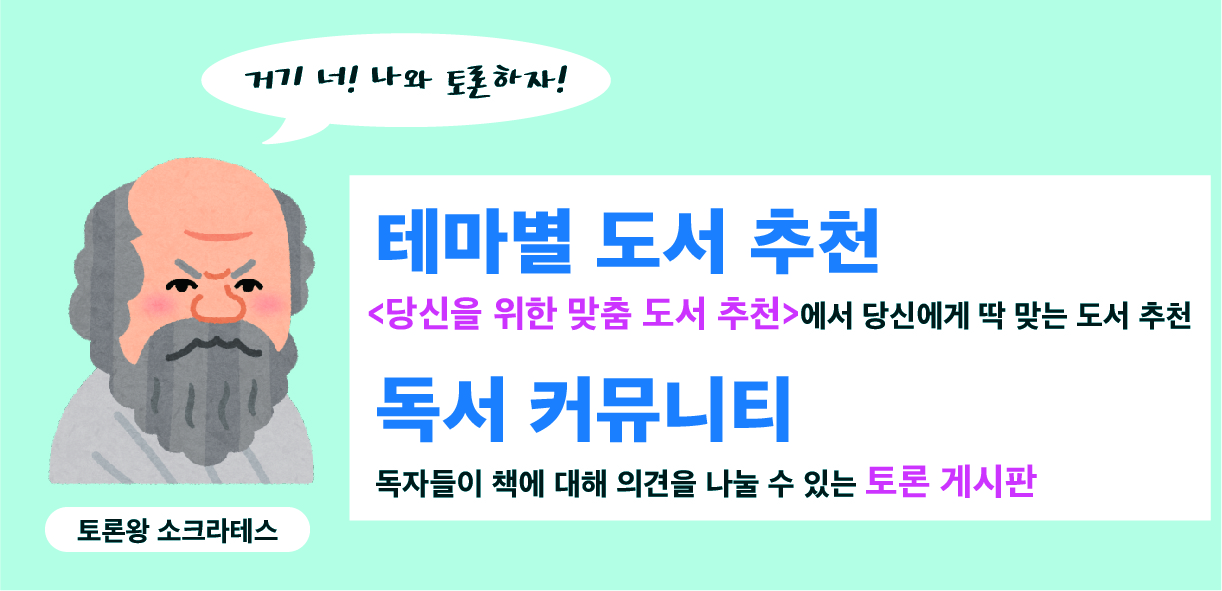 거기 너! 나와 토론하자!
테마별 도서 추천
<당신을 위한 맞춤 도서 추천>에서 당신에게 딱 맞는 도서 추천
독서 커뮤니티
독자들이 책에 대해 의견을 나눌 수 있는 토론 게시판
토론왕 소크라테스